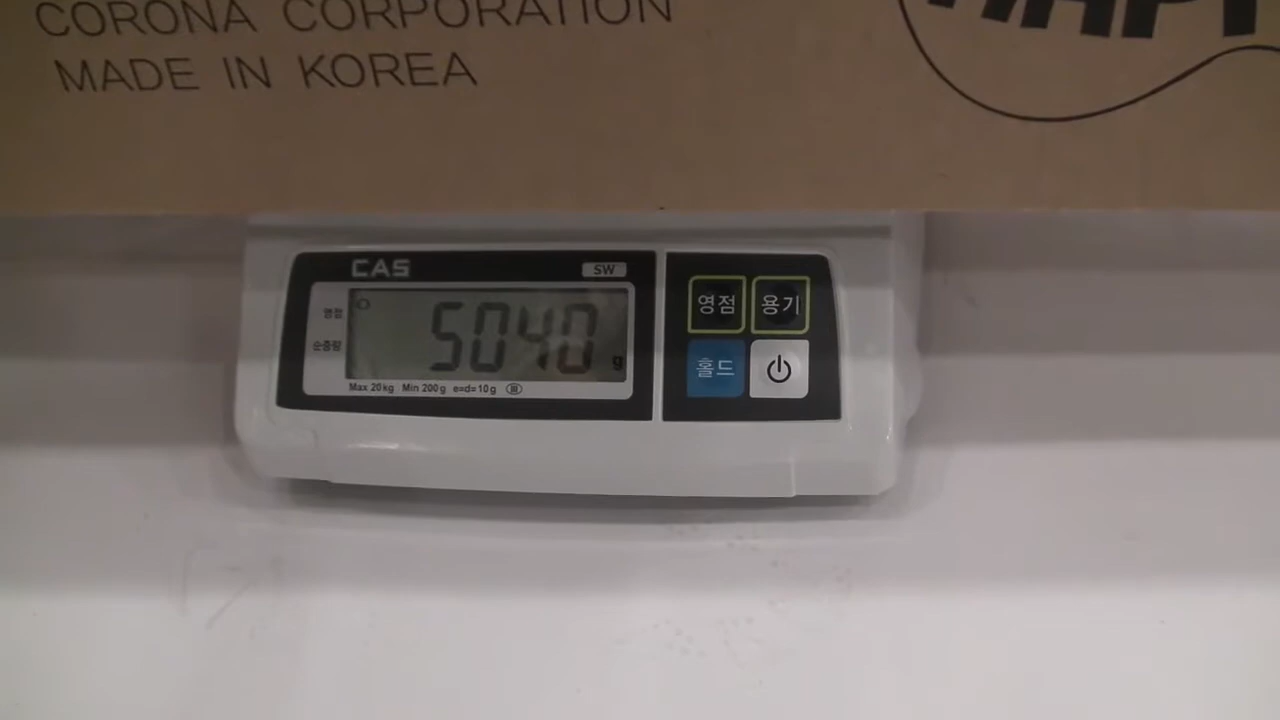 CORONA CORPORATION
MADE IN KOREA
CAS
SW
영점
순중량
5040 g
Max 20kg Min 200g e=d=10g III
영점
용기
홀드